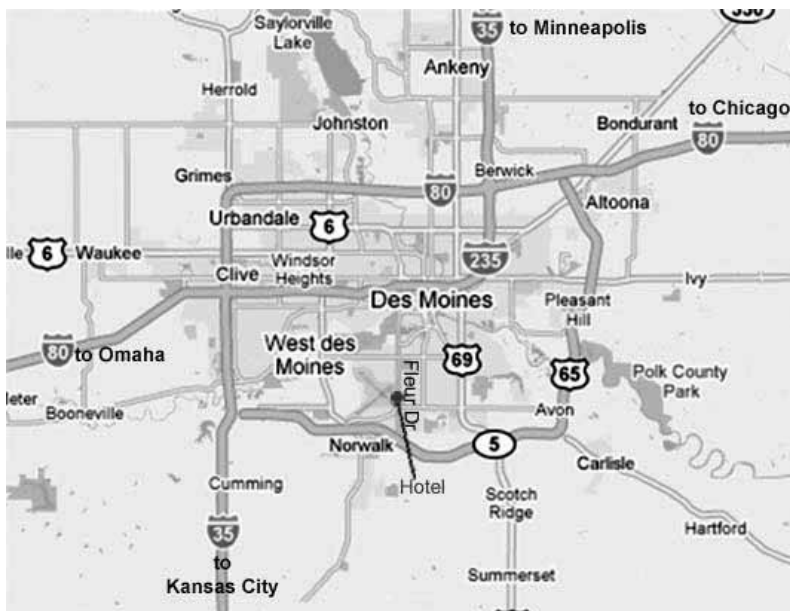 330
Saylorville
Lake
35
to Minneapolis
Ankeny
Herrold
to Chicago
Johnston
Bondurant
80
Grimes
Berwick
80
Altoona
Urbandale
6
6
Waukee
Windsor
Heights
235
Clive
Ivy
Des Moines
Pleasant
Hill
80
to Omaha
West des
Moines
69
65
Polk County
Park
Fleur Dr
Booneville
Avon
Norwalk
5
Carlisle
Cumming
Hotel
Scotch
Ridge
35
to
Kansas City
Hartford
Summerset